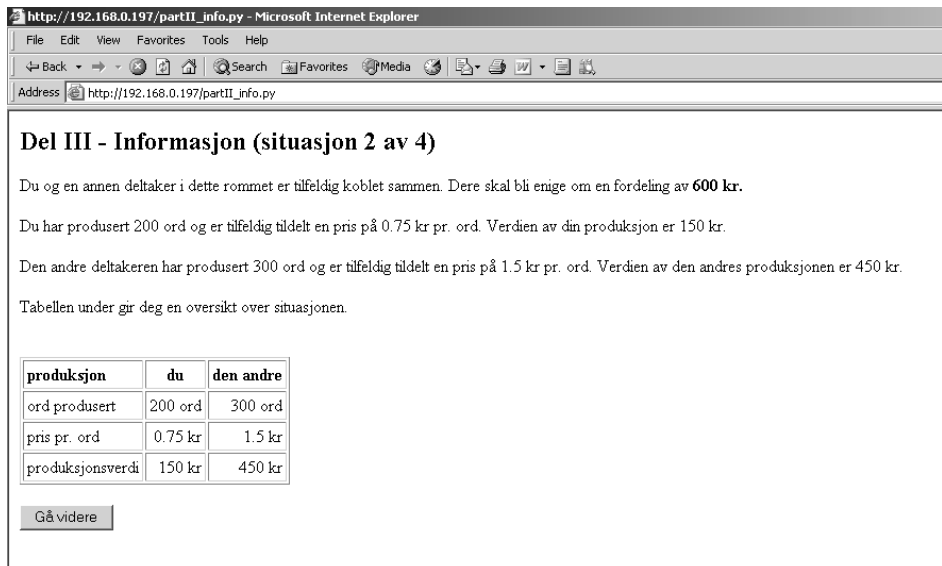 http://192.168.0.197/partII_info.py - Microsoft Internet Explorer
File Edit View Favorites Tools Help
Back Search Favorites Media
Address http://192.168.0.197/partII_info.py
Del III - Informasjon (situasjon 2 av 4)
Du og en annen deltaker i dette rommet er tilfeldig koblet sammen. Dere skal bli enige om en fordeling av 600 kr.
Du har produsert 200 ord og er tilfeldig tildelt en pris på 0.75 kr pr. ord. Verdien av din produksjon er 150 kr.
Den andre deltakeren har produsert 300 ord og er tilfeldig tildelt en pris på 1.5 kr pr. ord. Verdien av den andres produksjonen er 450 kr.
Tabellen under gir deg en oversikt over situasjonen.
produksjon du den andre
ord produsert 200 ord 300 ord
pris pr. ord 0.75 kr 1.5 kr
produksjonsverdi 150 kr 450 kr
Gå videre